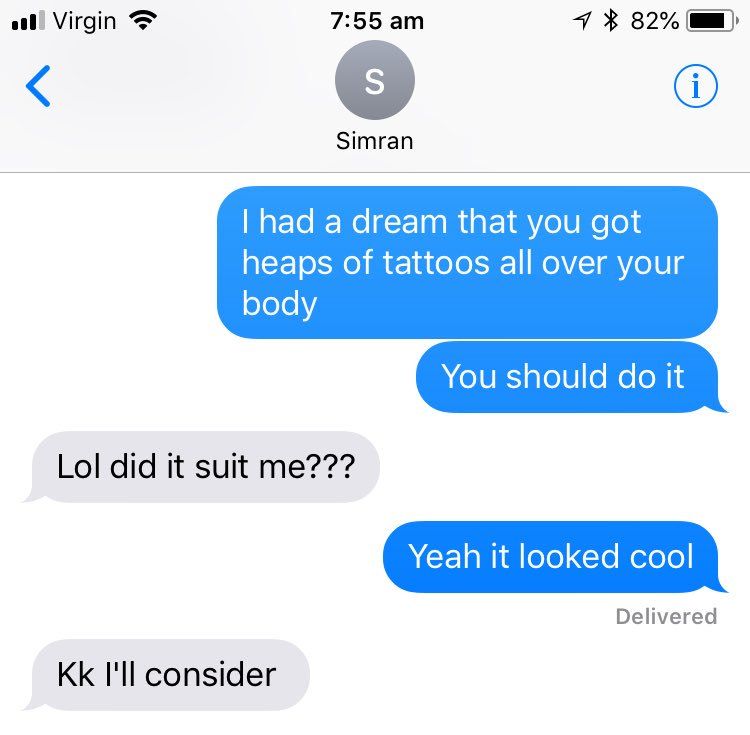 Virgin 7:55 am 82%
S
Simran
I had a dream that you got
heaps of tattoos all over your
body
You should do it
Lol did it suit me???
Yeah it looked cool
Delivered
Kk I'll consider